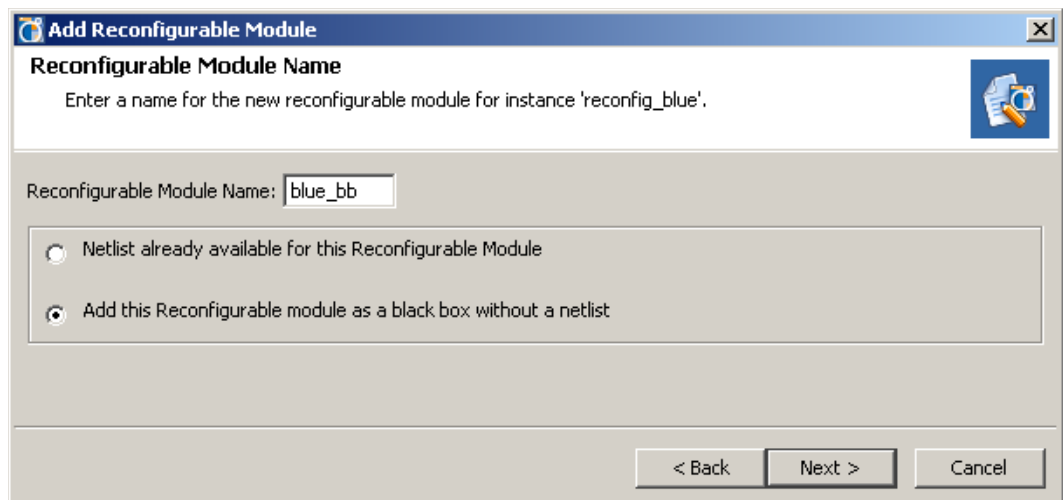 Add Reconfigurable Module
Reconfigurable Module Name
Enter a name for the new reconfigurable module for instance 'reconfig_blue'.
Reconfigurable Module Name: blue_bb
Netlist already available for this Reconfigurable Module
Add this Reconfigurable module as a black box without a netlist
< Back Next > Cancel